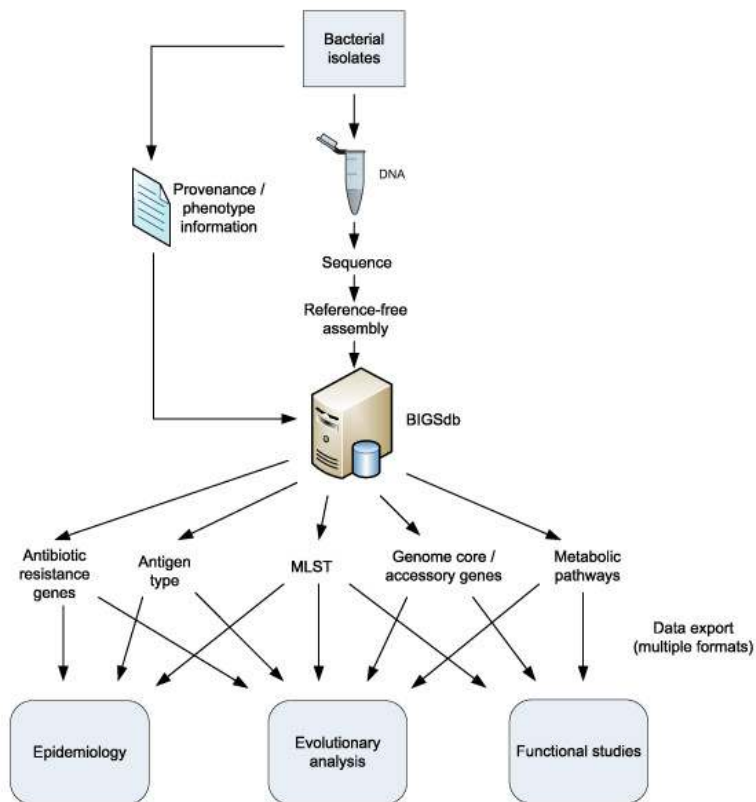 Bacterial
isolates
DNA
Provenance /
phenotype
information
Sequence
Reference-free
assembly
BIGSdb
Antibiotic
resistance
genes
Antigen
type
MLST
Genome core /
accessory genes
Metabolic
pathways
Data export
(multiple formats)
Epidemiology
Evolutionary
analysis
Functional studies